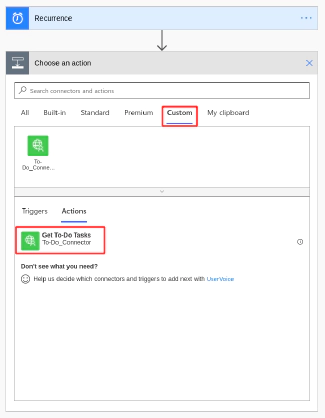 Recurrence
Choose an action
Search connectors and actions
All Built-in Standard Premium Custom My clipboard
To-
Do_Conne...
Triggers Actions
Get To-Do Tasks
To-Do_Connector
Don't see what you need?
Help us decide which connectors and triggers to add next with UserVoice